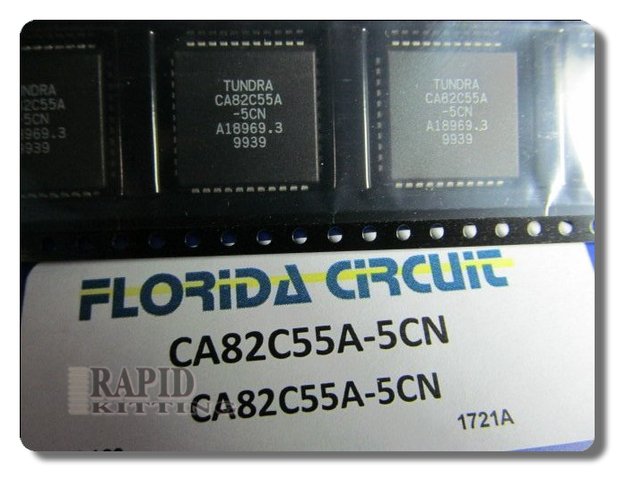 NDRA
2C55A
5CN
8969.3
9939
TUNDRA
CA82C55A
-5CN
A18969.3
9939
TUNDRA
CA82C55A
-5CN
A18969.3
9939
FLORIDA CIRCUIT
CA82C55A-5CN
CA82C55A-5CN
RAPID
KITTING
1721A